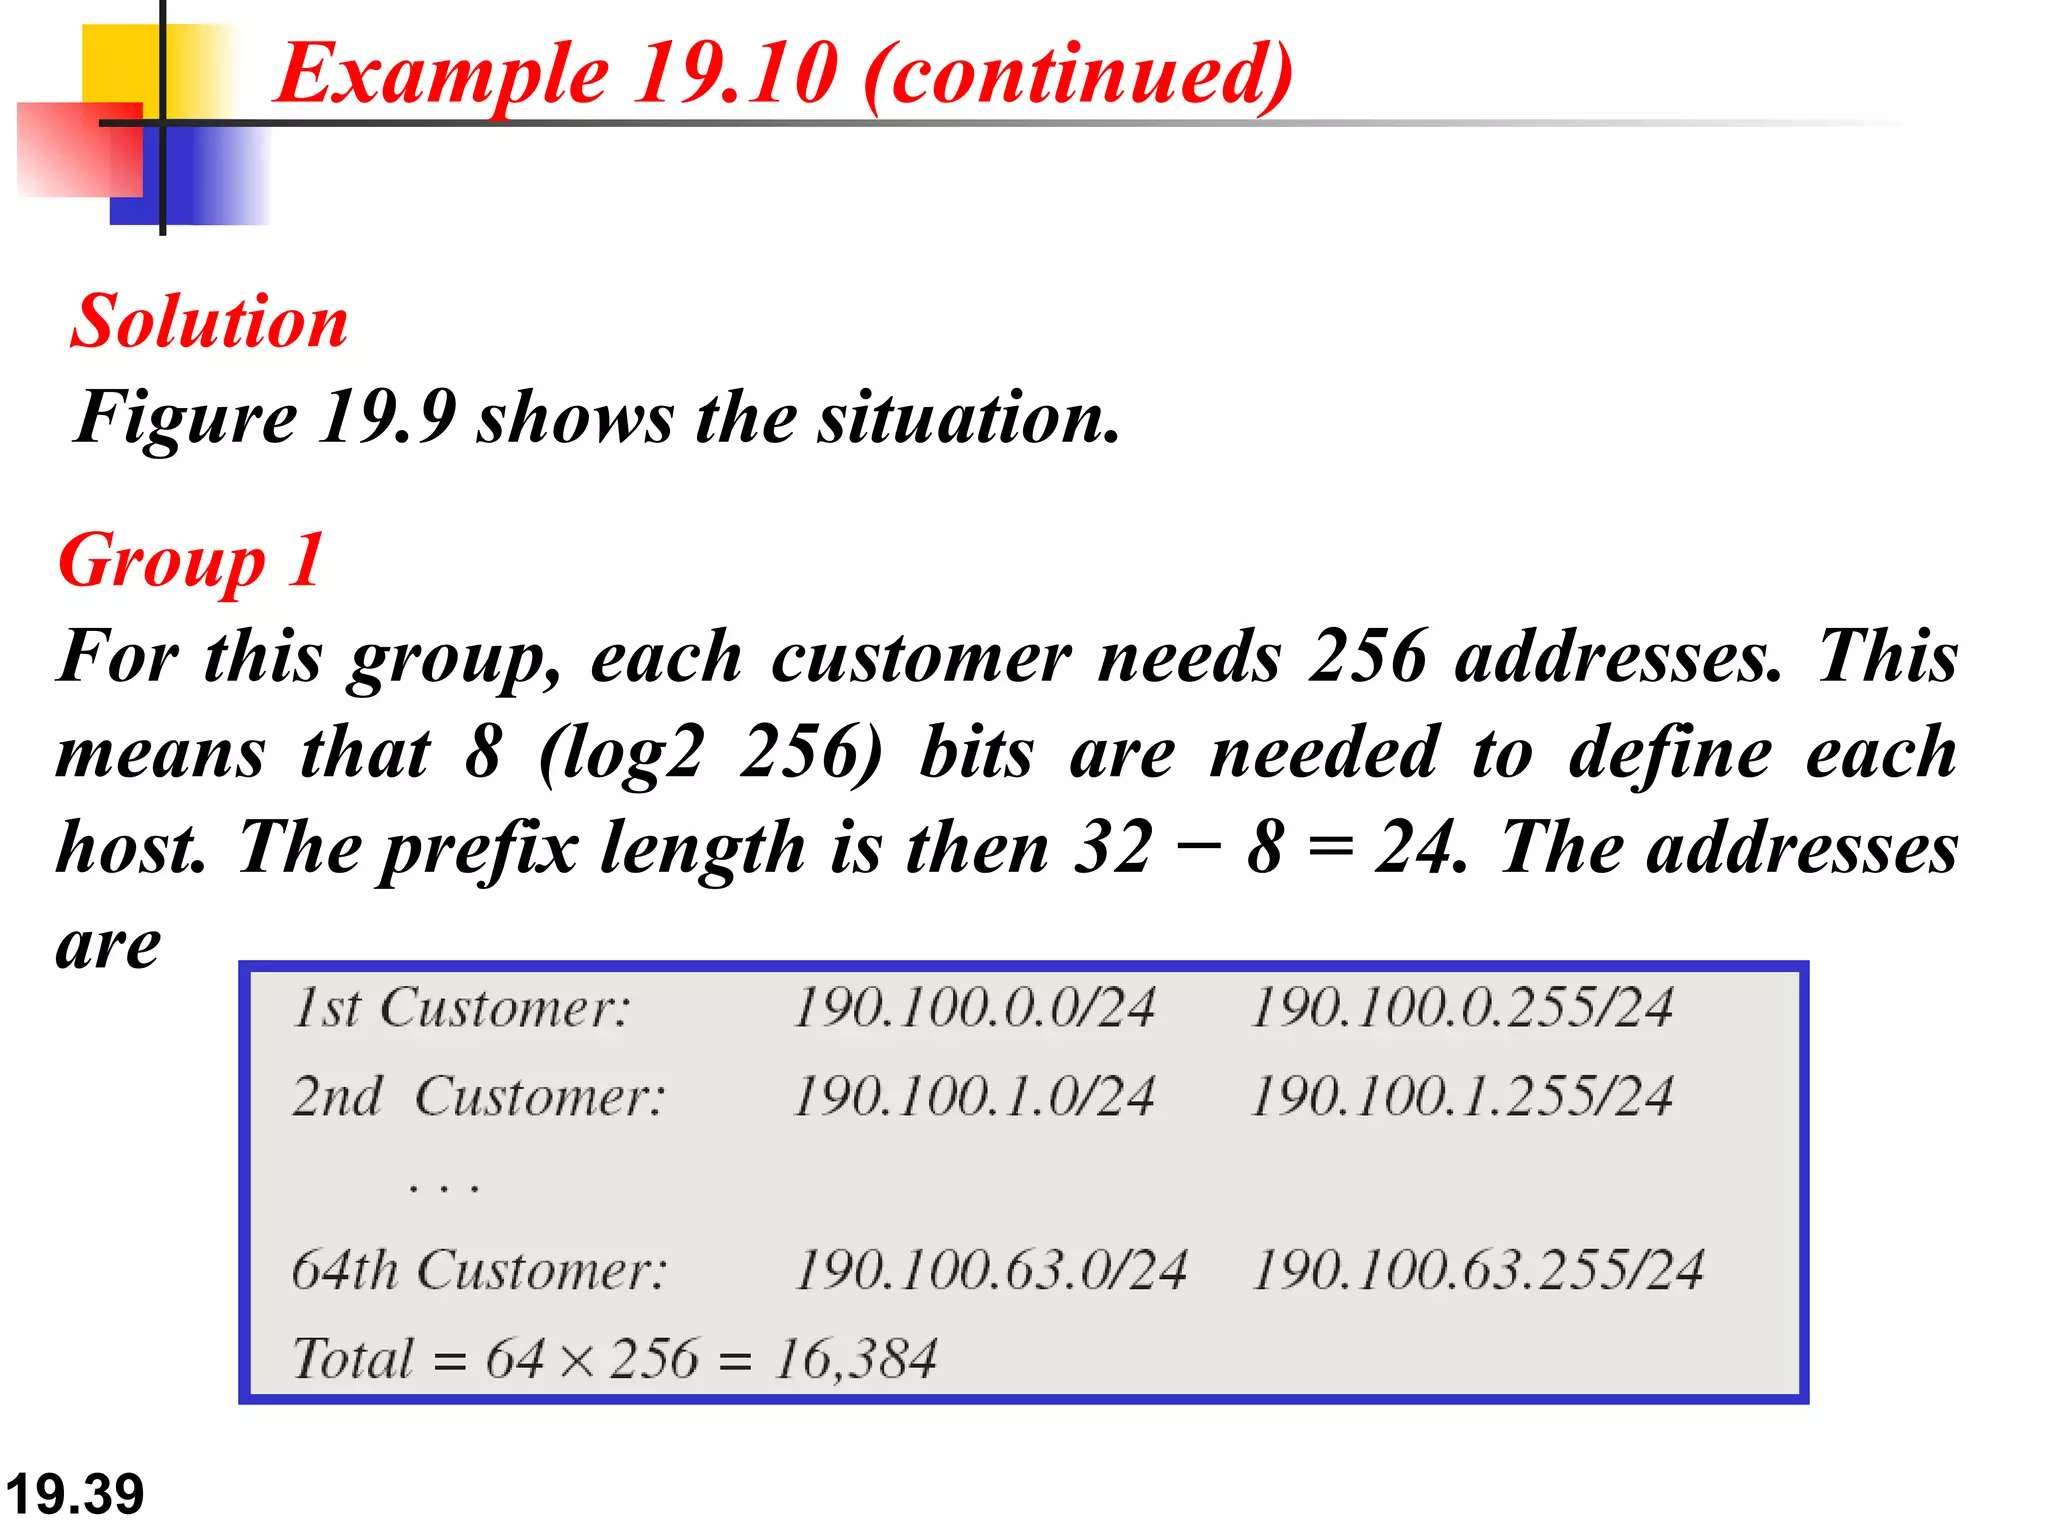 Example 19.10 (continued)
Solution
Figure 19.9 shows the situation.
Group 1
For this group, each customer needs 256 addresses. This
means that 8 (log2 256) bits are needed to define each
host. The prefix length is then 32 − 8 = 24. The addresses
are
1st Customer: 190.100.0.0/24 190.100.0.255/24
2nd Customer: 190.100.1.0/24 190.100.1.255/24
. . .
64th Customer: 190.100.63.0/24 190.100.63.255/24
Total = 64 × 256 = 16,384
19.39